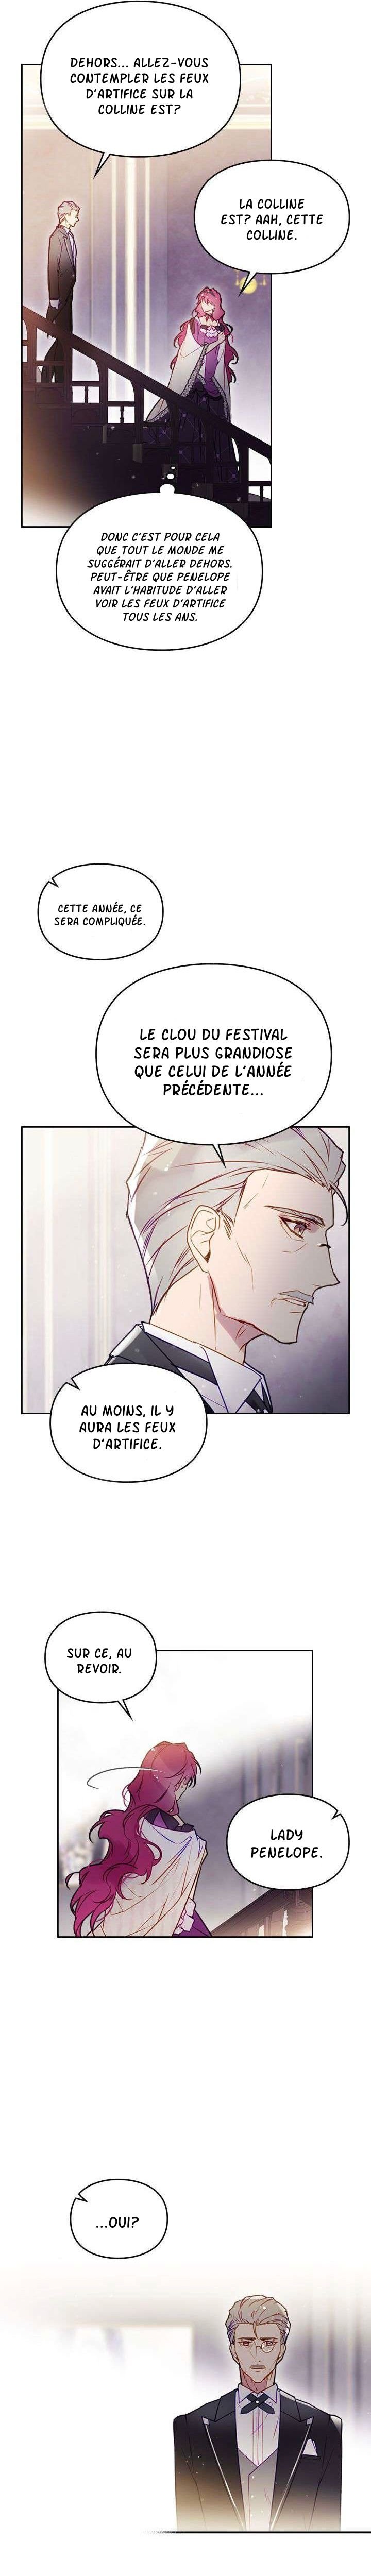 DEHORS... ALLEZ-VOUS
CONTEMPLER LES FEUX
D'ARTIFICE SUR LA
COLLINE EST?
LA COLLINE
EST? AAH, CETTE
COLLINE.
DONC C'EST POUR CELA
QUE TOUT LE MONDE ME
SUGGÉRAIT D'ALLER DEHORS.
PEUT-ÊTRE QUE PENELOPE
AVAIT L'HABITUDE D'ALLER
VOIR LES FEUX D'ARTIFICE
TOUS LES ANS.
CETTE ANNÉE, CE
SERA COMPLIQUÉE.
LE CLOU DU FESTIVAL
SERA PLUS GRANDIOSE
QUE CELUI DE L'ANNÉE
PRÉCÉDENTE...
AU MOINS, IL Y
AURA LES FEUX
D'ARTIFICE.
SUR CE, AU
REVOIR.
LADY
PENELOPE.
...OUI?